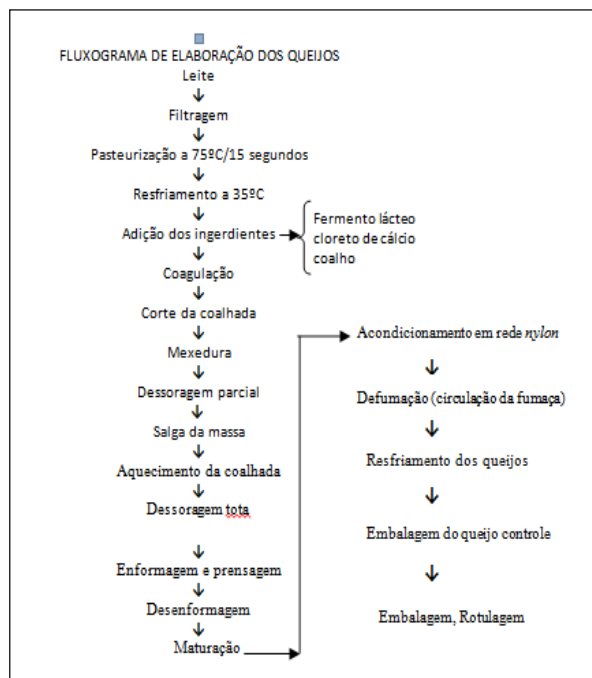 FLUXOGRAMA DE ELABORAÇÃO DOS QUEIJOS
Leite
Filtragem
Pasteurização a 75ºC/15 segundos
Resfriamento a 35ºC
Adição dos ingerdientes
Fermento lácteo
cloreto de cálcio
coalho
Coagulação
Corte da coalhada
Mexedura
Dessoragem parcial
Salga da massa
Aquecimento da coalhada
Dessoragem tota
Enformagem e prensagem
Desenformagem
Maturação
Acondicionamento em rede nylon
Defumação (circulação da fumaça)
Resfriamento dos queijos
Embalagem do queijo controle
Embalagem, Rotulagem